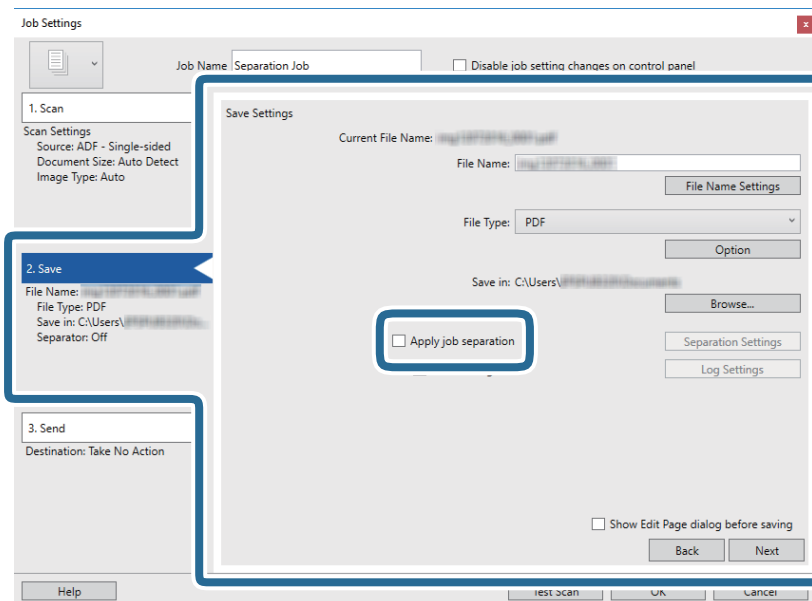 Job Settings
x
Job Name Separation Job
Disable job setting changes on control panel
1. Scan
Scan Settings
Source: ADF - Single-sided
Document Size: Auto Detect
Image Type: Auto
2. Save
File Name:
File Type: PDF
Save in: C:\Users\
Separator: Off
3. Send
Destination: Take No Action
Save Settings
Current File Name:
File Name:
File Name Settings
File Type: PDF
Option
Save in: C:\Users\
Browse...
Apply job separation
Separation Settings
Log Settings
Show Edit Page dialog before saving
Back Next
Help Test Scan OK Cancel